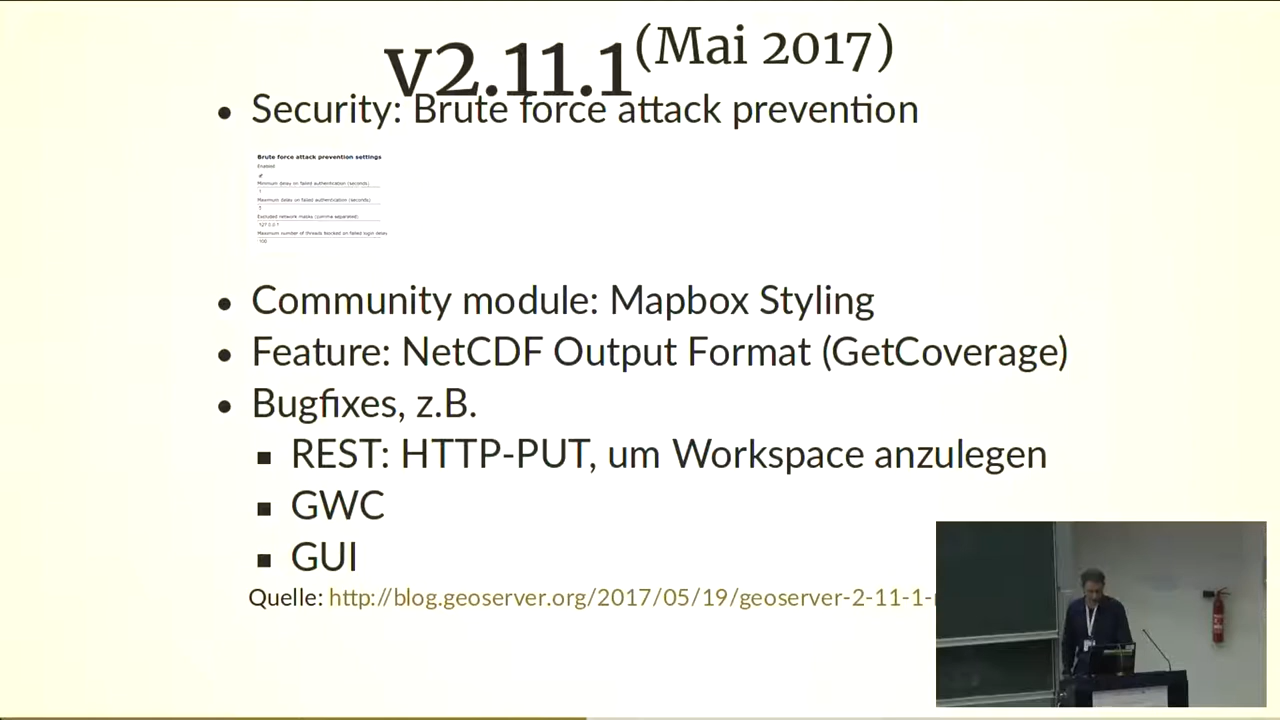 v2.11.1(Mai 2017)
Security: Brute force attack prevention
Brute force attack prevention settings
Enabled
Minimum delay on failed authentication (seconds)
1
Maximum delay on failed authentication (seconds)
5
Excluded network masks (comma separated)
127.0.0.1
Maximum number of threads blocked on failed login delay
100
Community module: Mapbox Styling
Feature: NetCDF Output Format (GetCoverage)
Bugfixes, z.B.
REST: HTTP-PUT, um Workspace anzulegen
GWC
GUI
Quelle: http://blog.geoserver.org/2017/05/19/geoserver-2-11-1-